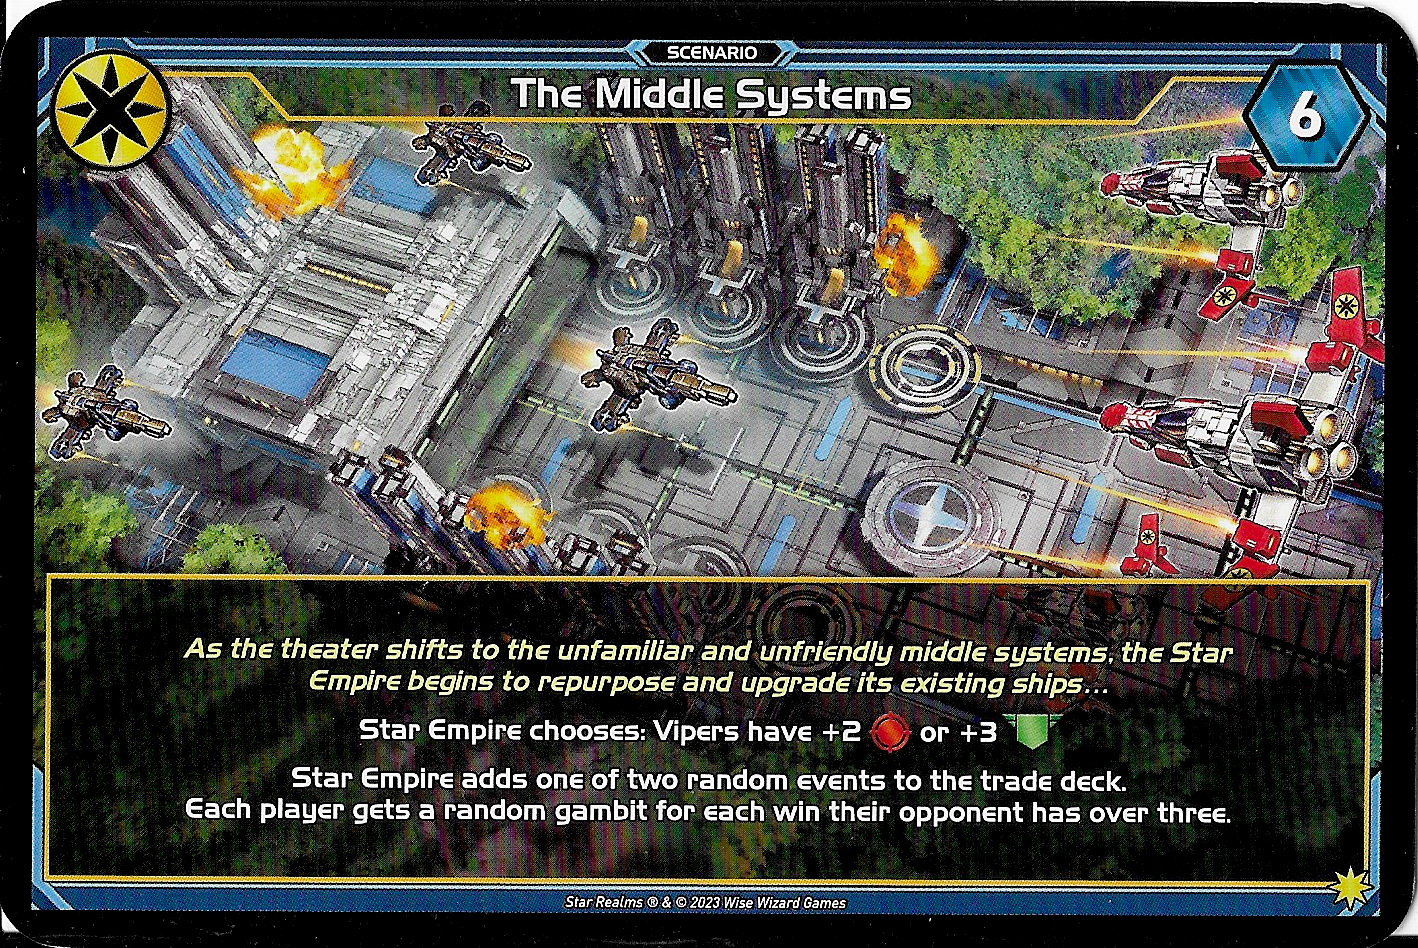 SCENARIO
The Middle Systems
6
As the theater shifts to the unfamiliar and unfriendly middle systems, the Star
Empire begins to repurpose and upgrade its existing ships...
Star Empire chooses: Vipers have +2 or +3
Star Empire adds one of two random events to the trade deck.
Each player gets a random gambit for each win their opponent has over three.
Star Realms ® & © 2023 Wise Wizard Games